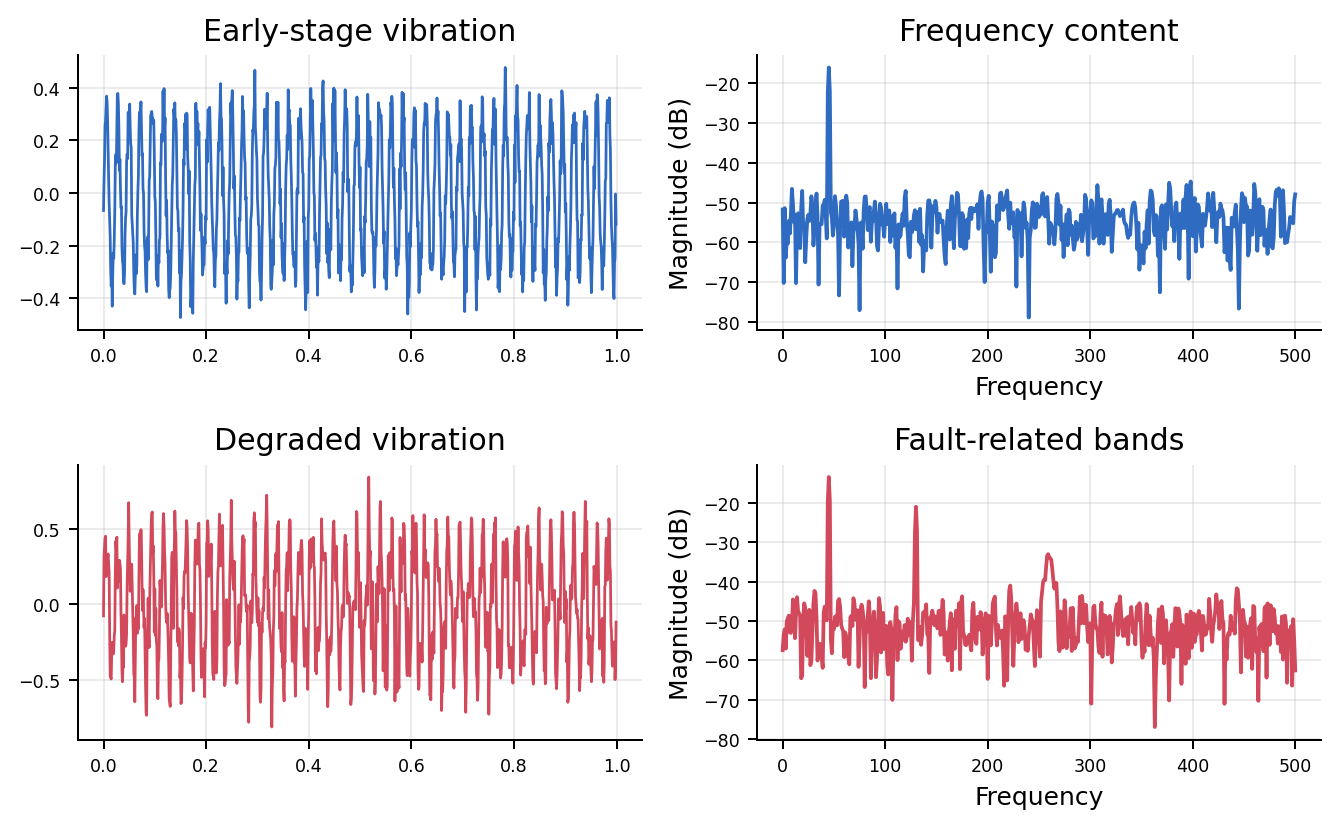 Early-stage vibration
0.4
0.2
0.0
−0.2
−0.4
0.0 0.2 0.4 0.6 0.8 1.0
Frequency content
Magnitude (dB)
−20
−30
−40
−50
−60
−70
−80
0 100 200 300 400 500
Frequency
Degraded vibration
0.5
0.0
−0.5
0.0 0.2 0.4 0.6 0.8 1.0
Fault-related bands
Magnitude (dB)
−20
−30
−40
−50
−60
−70
−80
0 100 200 300 400 500
Frequency